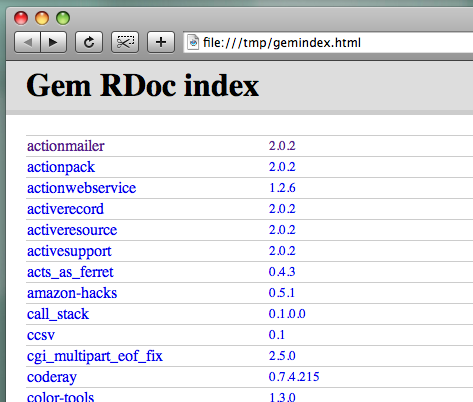 file:///tmp/gemindex.html
Gem RDoc index
actionmailer 2.0.2
actionpack 2.0.2
actionwebservice 1.2.6
activerecord 2.0.2
activeresource 2.0.2
activesupport 2.0.2
acts_as_ferret 0.4.3
amazon-hacks 0.5.1
call_stack 0.1.0.0
ccsv 0.1
cgi_multipart_eof_fix 2.5.0
coderay 0.7.4.215
color-tools 1.3.0